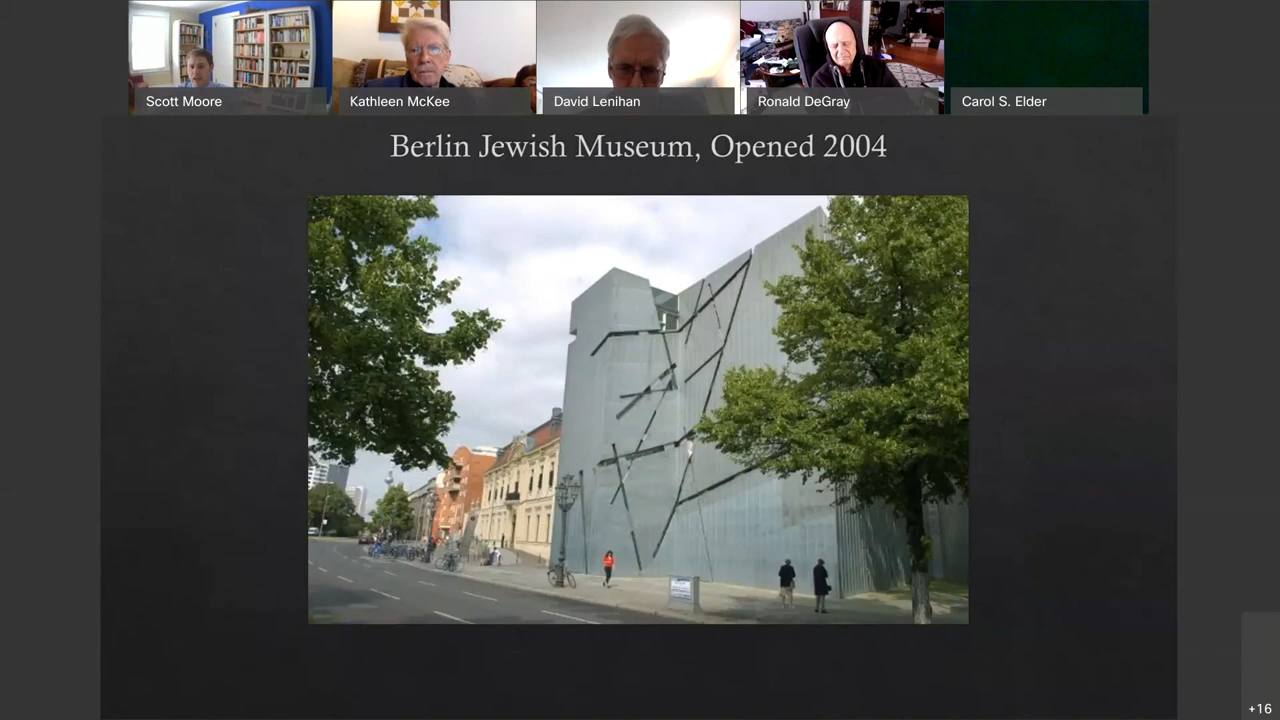 Scott Moore
Kathleen McKee
David Lenihan
Ronald DeGray
Carol S. Elder
Berlin Jewish Museum, Opened 2004
+16